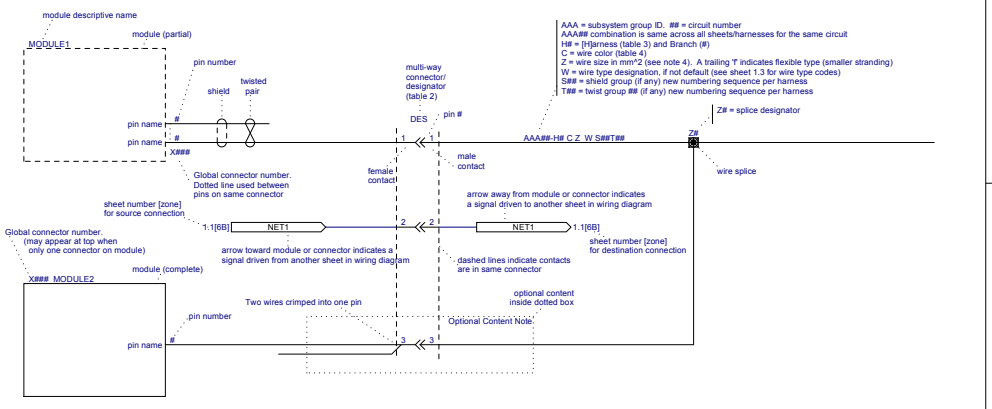 module descriptive name
MODULE1
module (partial)
pin number
shield
twisted
pair
#
pin name
#
pin name
X###
Global connector number.
Dotted line used between
pins on same connector
multi-way
connector/
designator
(table 2)
DES
pin #
1
1
female
contact
male
contact
AAA = subsystem group ID.  ## = circuit number
AAA## combination is same across all sheets/harnesses for the same circuit
H# = [H]arness (table 3) and Branch (#)
C = wire color (table 4)
Z = wire size in mm^2 (see note 4).  A trailing 'f' indicates flexible type (smaller stranding)
W = wire type designation, if not default (see sheet 1.3 for wire type codes)
S## = shield group (if any) new numbering sequence per harness
T## = twist group ## (if any) new numbering sequence per harness
AAA##-H# C Z W S##T##
Z# = splice designator
Z#
wire splice
sheet number [zone]
for source connection
1.1[6B]
NET1
arrow toward module or connector indicates a
signal driven from another sheet in wiring diagram
2
2
arrow away from module or connector indicates
a signal driven to another sheet in wiring diagram
NET1
1.1[6B]
sheet number [zone]
for destination connection
dashed lines indicate contacts
are in same connector
Global connector number.
(may appear at top when
only one connector on module)
X### MODULE2
module (complete)
pin number
pin name
#
Two wires crimped into one pin
optional content
inside dotted box
Optional Content Note
3
3